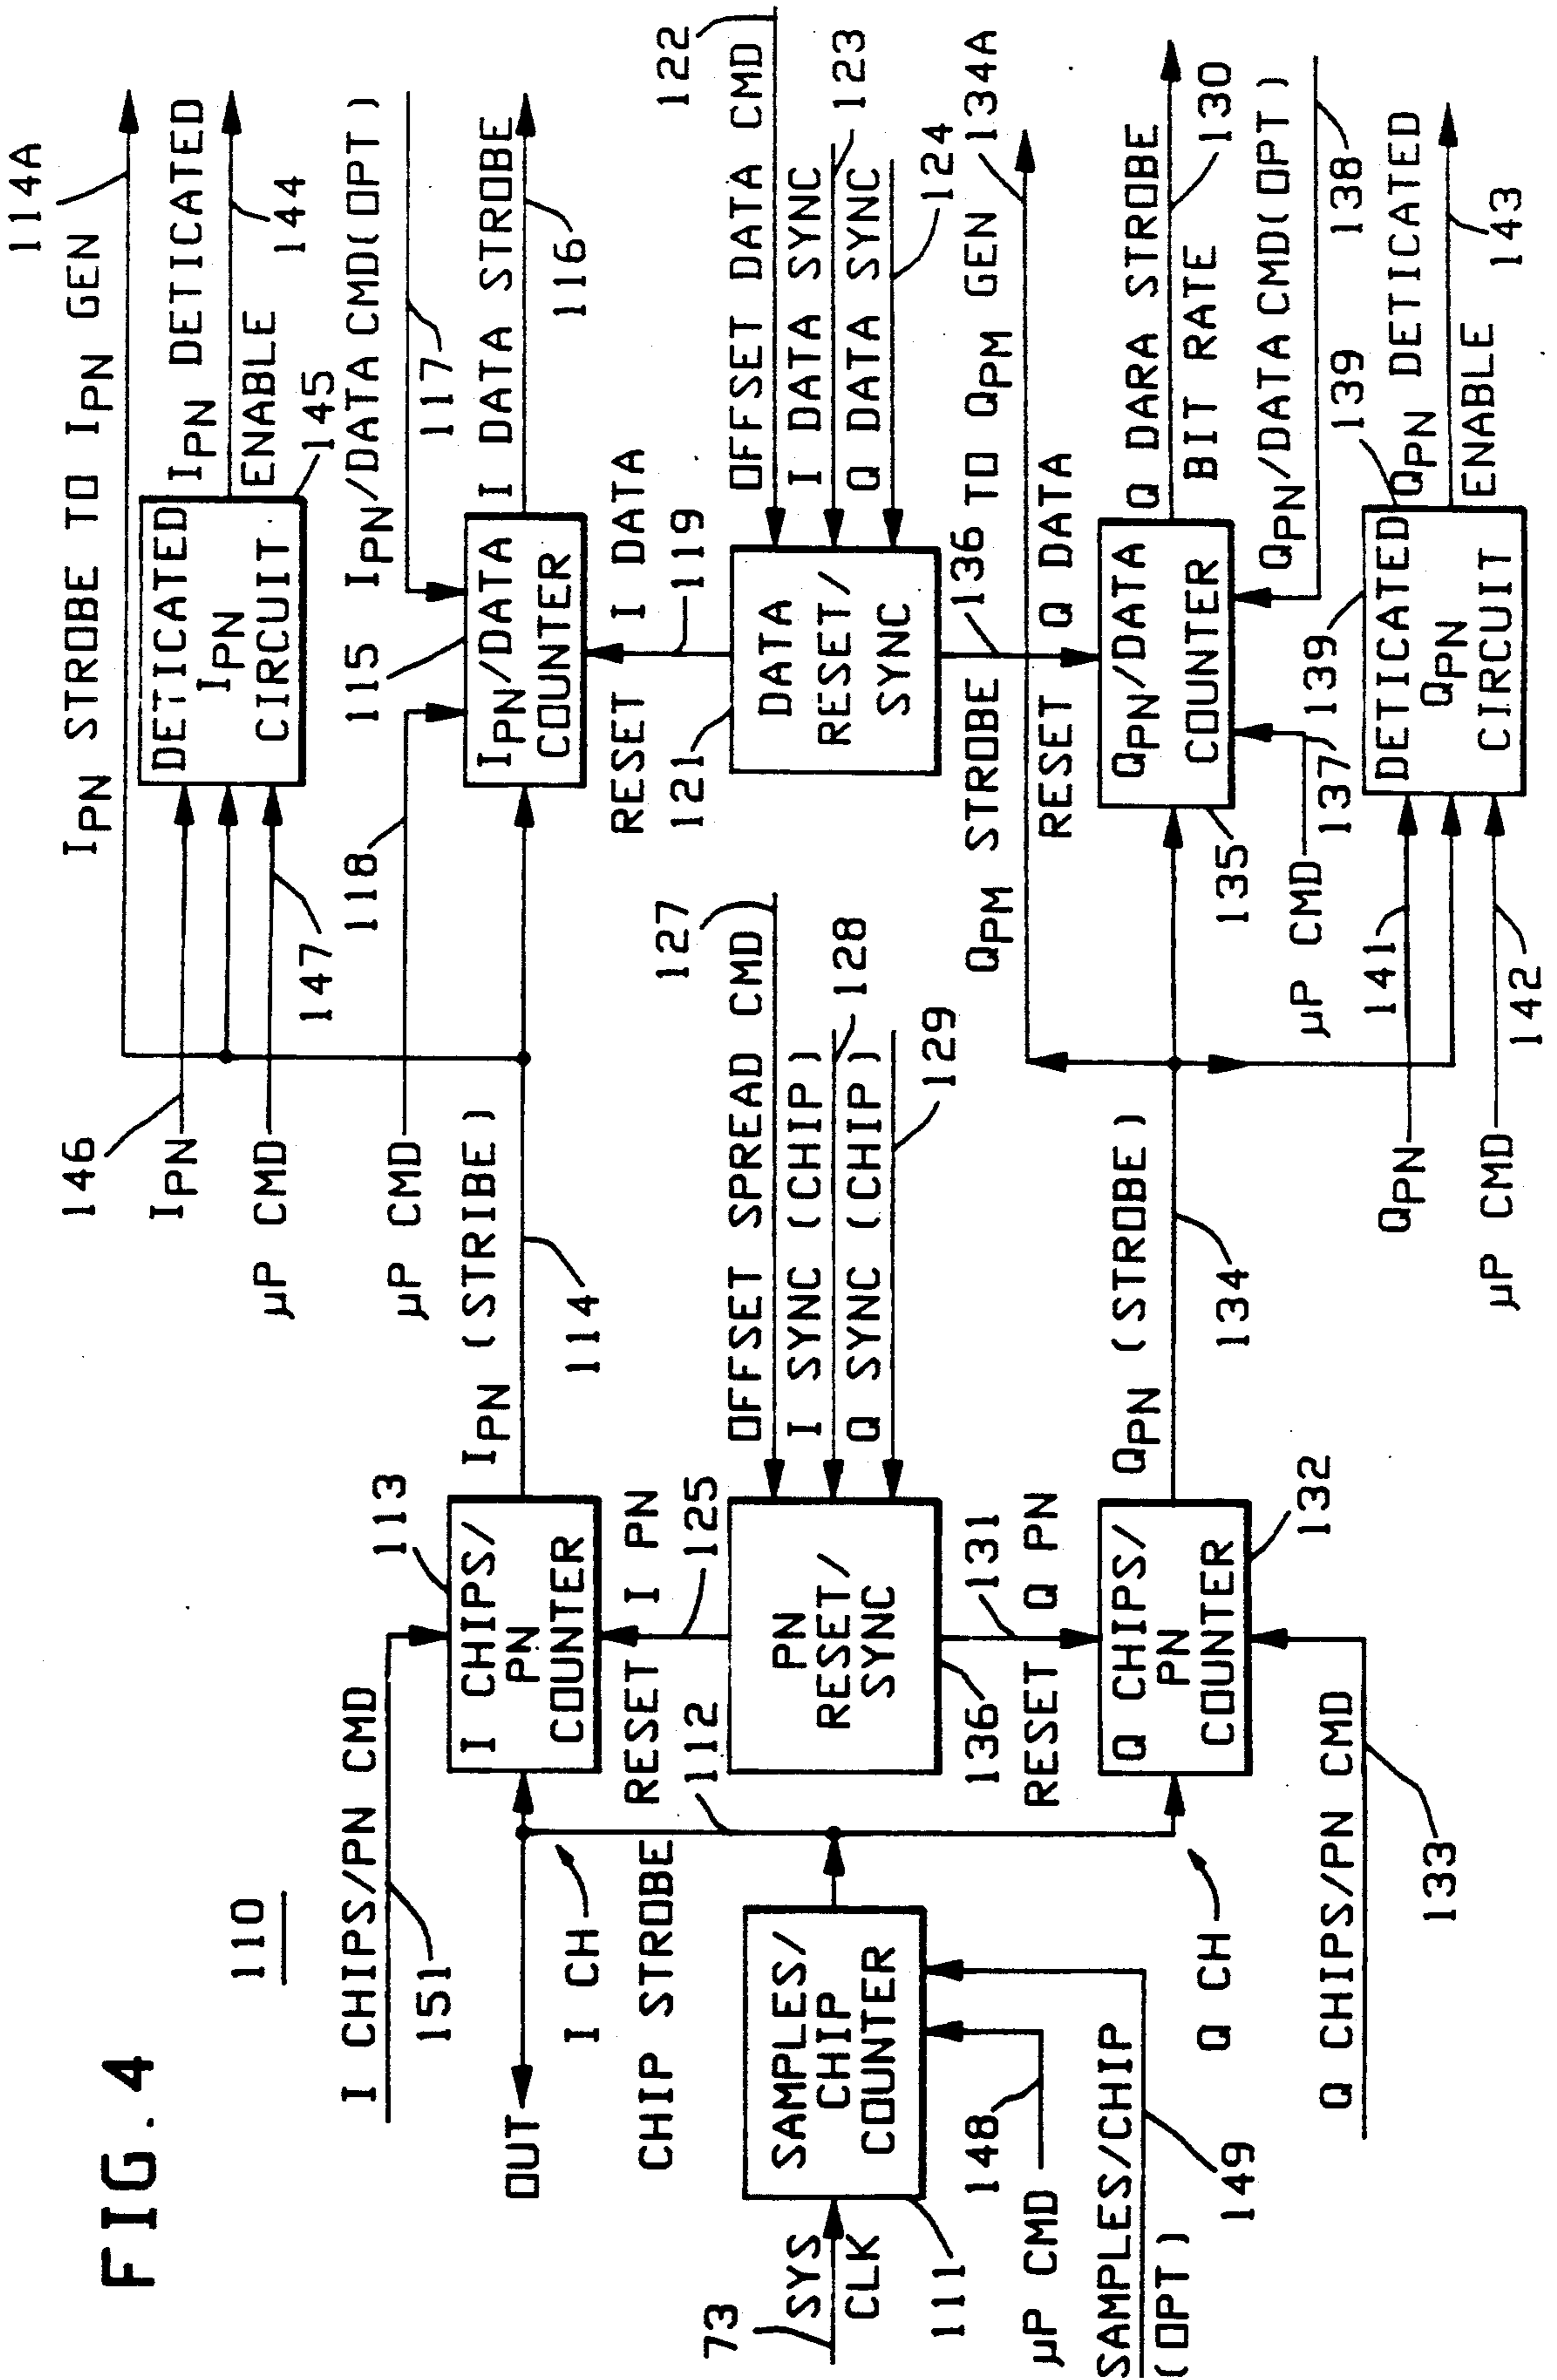 FIG.4
110
I CHIPS/PN CMD
151
113
I CHIPS/
PN
COUNTER
IPN (STRIBE)
114
OUT
I CH
CHIP STROBE
112
RESET I PN
125
73
SYS
CLK
111
SAMPLES/
CHIP
COUNTER
µP CMD
148
SAMPLES/CHIP
(OPT)
149
Q CH
PN
RESET/
SYNC
136
131
RESET Q PN
OFFSET SPREAD CMD
127
I SYNC (CHIP)
128
Q SYNC (CHIP)
129
Q CHIPS/
PN
COUNTER
132
Q CHIPS/PN CMD
133
QPN (STROBE)
134
IPN STROBE TO IPN GEN
114A
146
IPN
µP CMD
147
DETICATED
IPN
CIRCUIT
145
IPN DETICATED
ENABLE
144
µP CMD
118
115
IPN/DATA CMD(OPT)
117
IPN/DATA
COUNTER
I DATA STROBE
116
RESET I DATA
119
121
DATA
RESET/
SYNC
OFFSET DATA CMD
122
I DATA SYNC
123
Q DATA SYNC
124
136
QPM STROBE TO QPM GEN
134A
RESET Q DATA
QPN/DATA
COUNTER
135
Q DARA STROBE
BIT RATE
130
µP CMD
137
QPN/DATA CMD(OPT)
138
139
139
DETICATED
QPN
CIRCUIT
QPN DETICATED
ENABLE
143
QPN
141
µP CMD
142